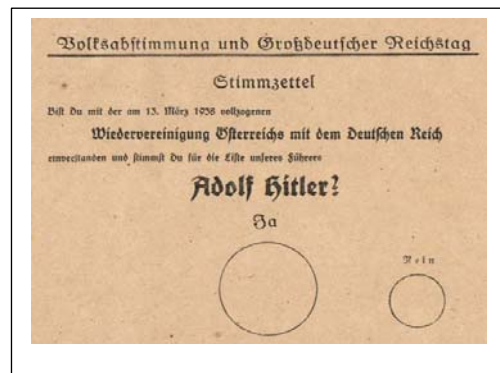 Volksabstimmung und Großdeutscher Reichstag
Stimmzettel
Bist Du mit der am 13. März 1938 vollzogenen
Wiedervereinigung Österreichs mit dem Deutschen Reich
einverstanden und stimmst Du für die Liste unseres Führers
Adolf Hitler?
Ja
Nein